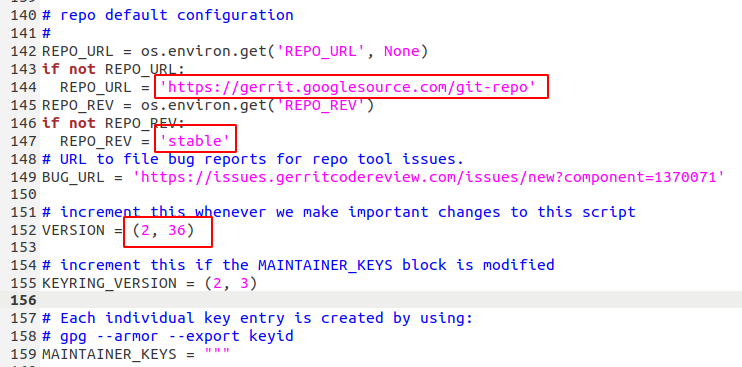 140 # repo default configuration
141 #
142 REPO_URL = os.environ.get('REPO_URL', None)
143 if not REPO_URL:
144   REPO_URL = 'https://gerrit.googlesource.com/git-repo'
145 REPO_REV = os.environ.get('REPO_REV')
146 if not REPO_REV:
147   REPO_REV = 'stable'
148 # URL to file bug reports for repo tool issues.
149 BUG_URL = 'https://issues.gerritcodereview.com/issues/new?component=1370071'
150
151 # increment this whenever we make important changes to this script
152 VERSION = (2, 36)
153
154 # increment this if the MAINTAINER_KEYS block is modified
155 KEYRING_VERSION = (2, 3)
156
157 # Each individual key entry is created by using:
158 # gpg --armor --export keyid
159 MAINTAINER_KEYS = """